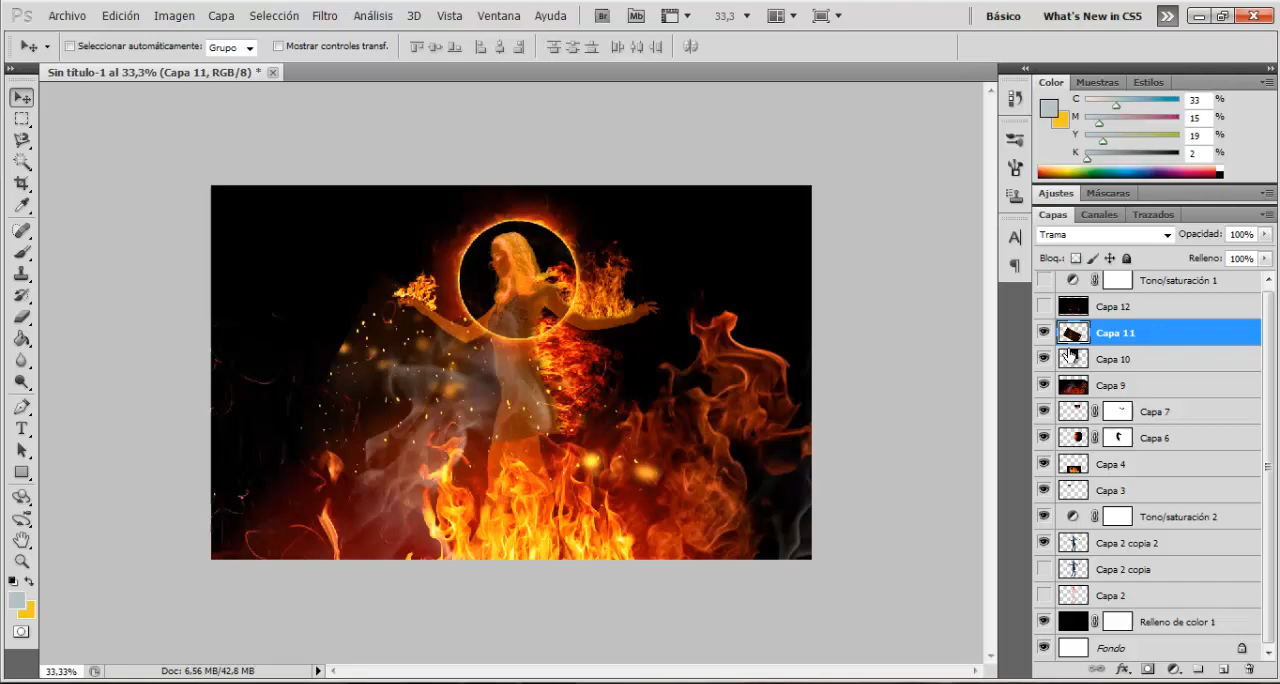 Ps Archivo Edición Imagen Capa Selección Filtro Análisis 3D Vista Ventana Ayuda Br Mb 33,3 Básico What's New in CS5
Seleccionar automáticamente: Grupo Mostrar controles transf.
Sin título-1 al 33,3% (Capa 11, RGB/8) *
Color Muestras Estilos
C 33 %
M 15 %
Y 19 %
K 2 %
Ajustes Máscaras
Capas Canales Trazados
Trama Opacidad: 100%
Bloq.: Relleno: 100%
Tono/saturación 1
Capa 12
Capa 11
Capa 10
Capa 9
Capa 7
Capa 6
Capa 4
Capa 3
Tono/saturación 2
Capa 2 copia 2
Capa 2 copia
Capa 2
Relleno de color 1
Fondo
33,33% Doc: 6,56 MB/42,8 MB